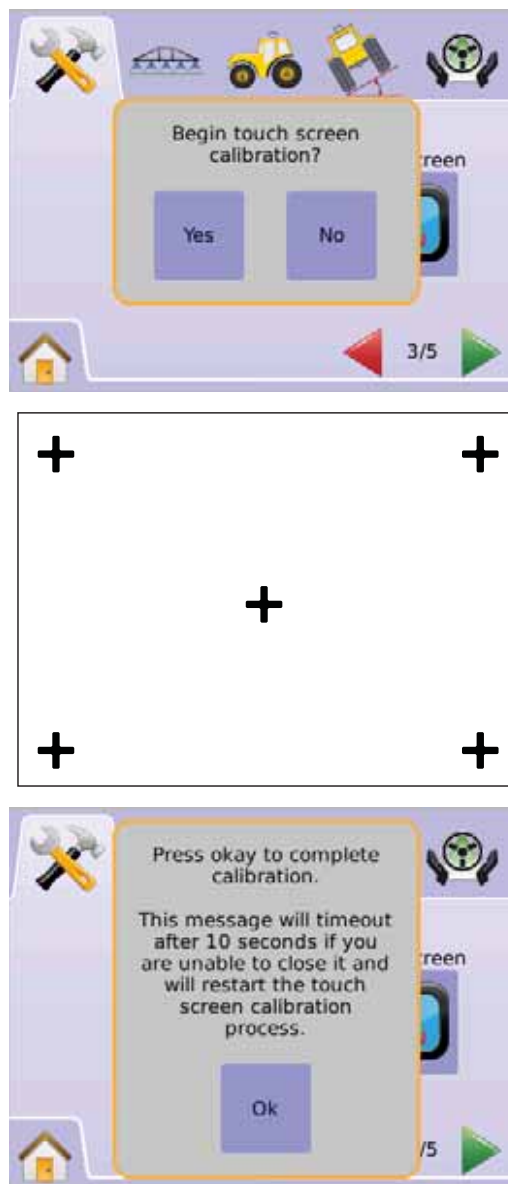 Begin touch screen
calibration?
reen
Yes
No
3/5
Press okay to complete
calibration.
This message will timeout
after 10 seconds if you
are unable to close it and
will restart the touch
screen calibration
process.
reen
Ok
/5